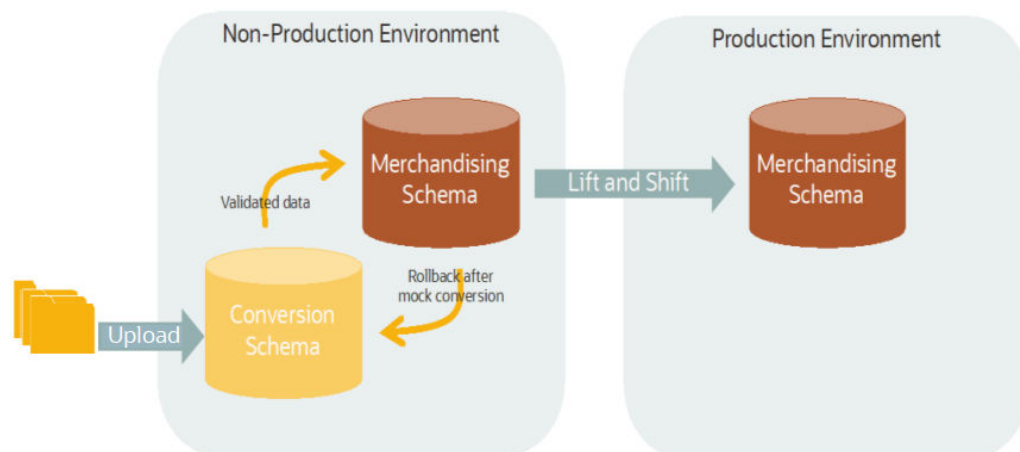 Non-Production Environment
Production Environment
Merchandising
Schema
Lift and Shift
Merchandising
Schema
Validated data
Rollback after
mock conversion
Conversion
Schema
Upload